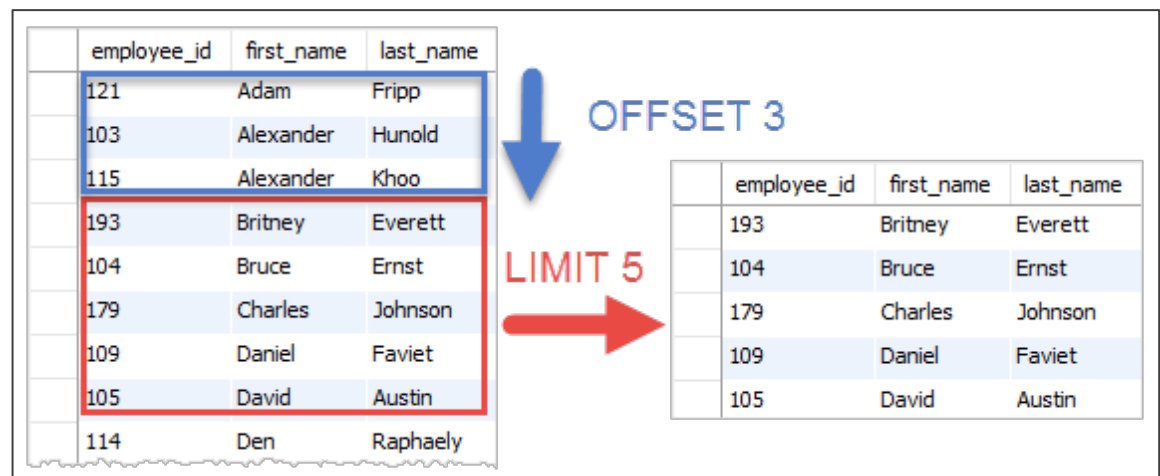 employee_id first_name last_name
121 Adam Fripp
103 Alexander Hunold
115 Alexander Khoo
193 Britney Everett
104 Bruce Ernst
179 Charles Johnson
109 Daniel Faviet
105 David Austin
114 Den Raphaely
OFFSET 3
LIMIT 5
employee_id first_name last_name
193 Britney Everett
104 Bruce Ernst
179 Charles Johnson
109 Daniel Faviet
105 David Austin